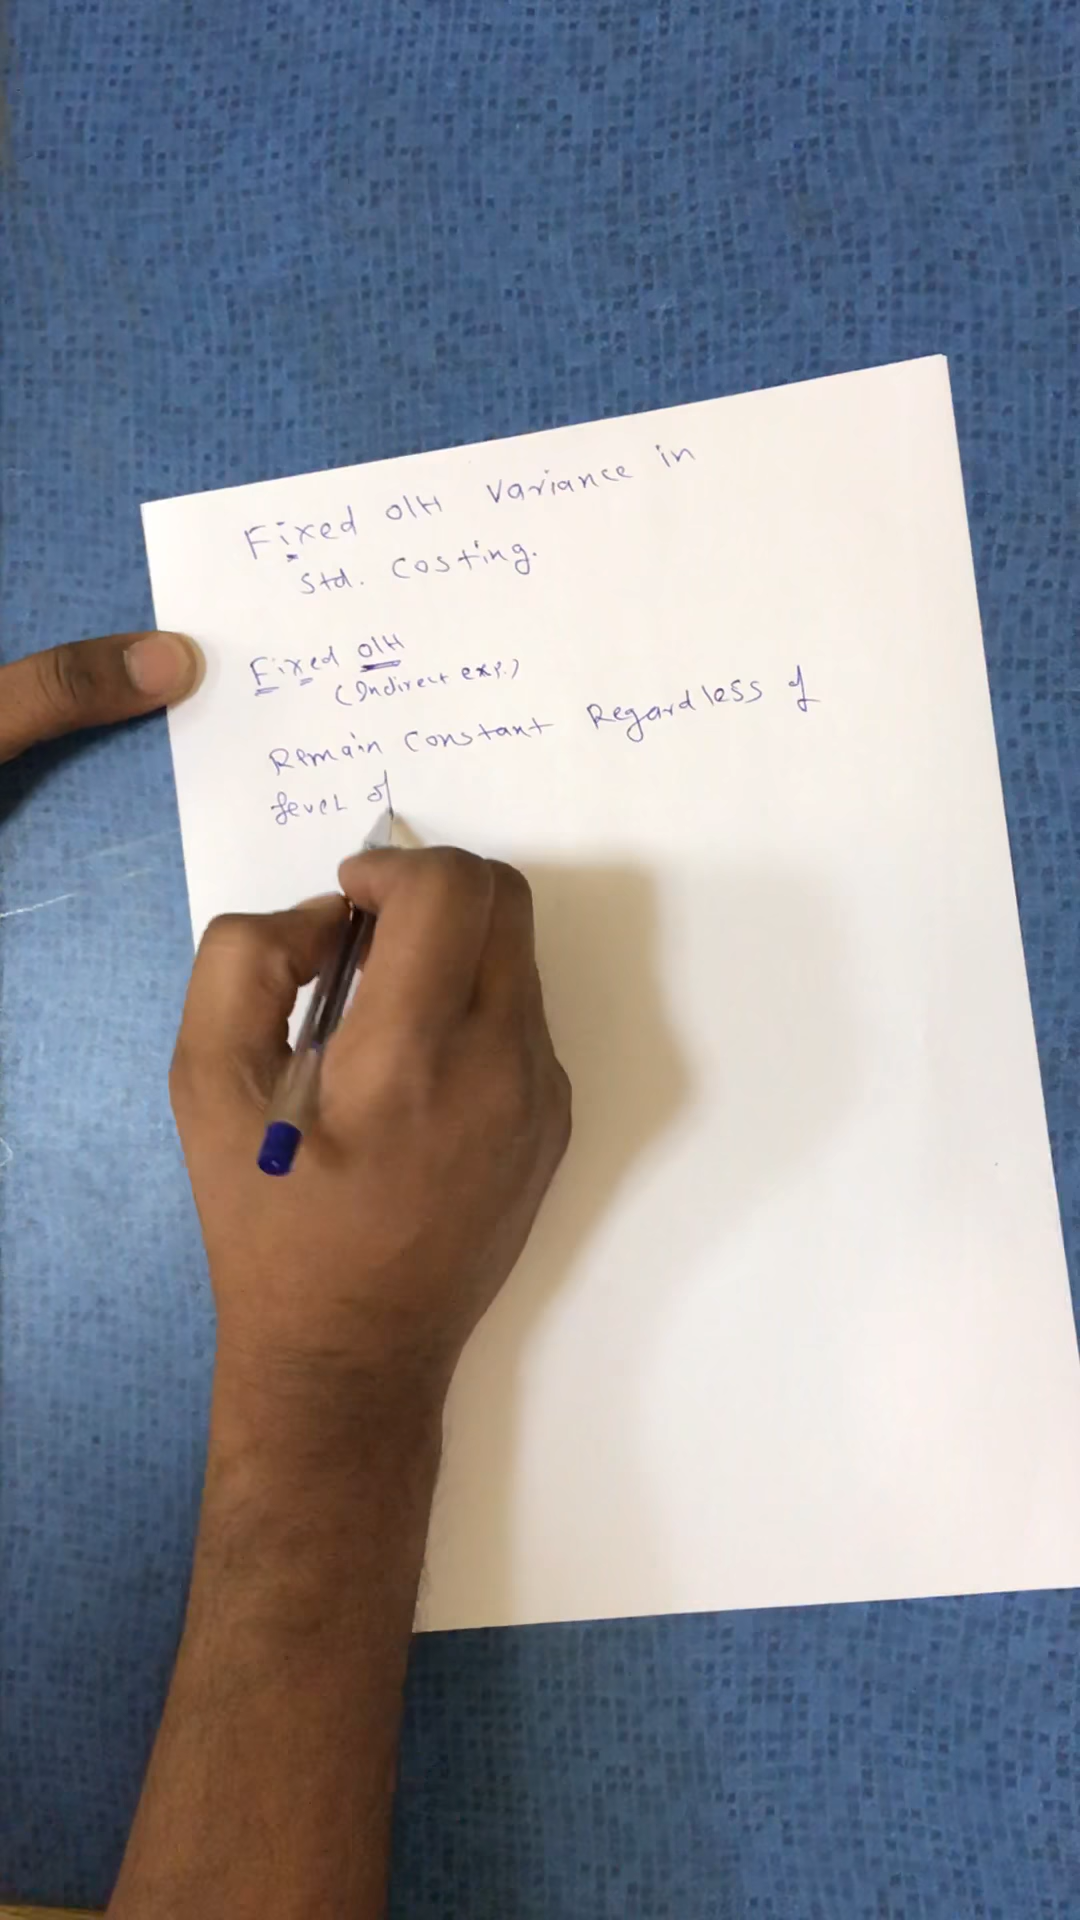 Fixed O/H Variance in
Std. Costing.
Fixed O/H
(Indirect exp.)
Remain Constant Regardless of
level of